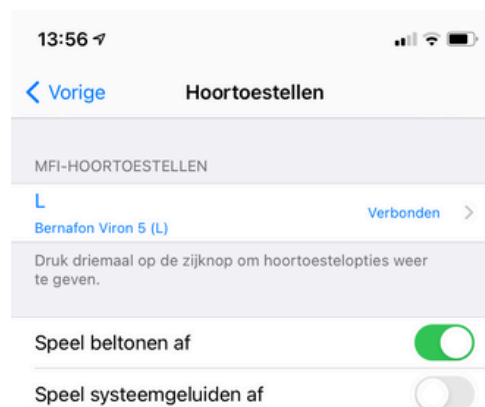 13:56
Vorige
Hoortoestellen
MFI-HOORTOESTELLEN
L
Bernafon Viron 5 (L)
Verbonden
Druk driemaal op de zijknop om hoortoestelopties weer
te geven.
Speel beltonen af
Speel systeemgeluiden af